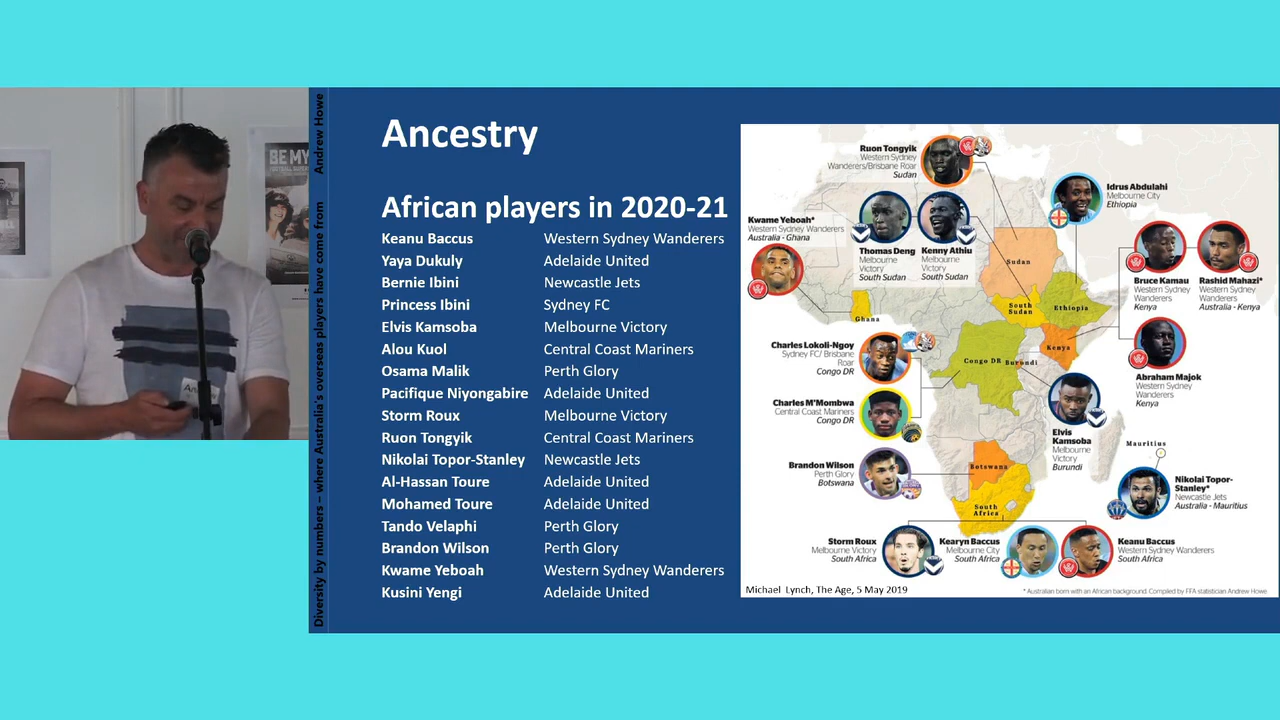 BE MY
Diversity by numbers – where Australia's overseas players have come from Andrew Howe
Ancestry
African players in 2020-21
Keanu Baccus Western Sydney Wanderers
Yaya Dukuly Adelaide United
Bernie Ibini Newcastle Jets
Princess Ibini Sydney FC
Elvis Kamsoba Melbourne Victory
Alou Kuol Central Coast Mariners
Osama Malik Perth Glory
Pacifique Niyongabire Adelaide United
Storm Roux Melbourne Victory
Ruon Tongyik Central Coast Mariners
Nikolai Topor-Stanley Newcastle Jets
Al-Hassan Toure Adelaide United
Mohamed Toure Adelaide United
Tando Velaphi Perth Glory
Brandon Wilson Perth Glory
Kwame Yeboah Western Sydney Wanderers
Kusini Yengi Adelaide United
Ruon Tongyik
Western Sydney
Wanderers/Brisbane Roar
Sudan
Idrus Abdulahi
Melbourne City
Ethiopia
Kwame Yeboah*
Western Sydney Wanderers
Australia - Ghana
Thomas Deng
Melbourne
Victory
South Sudan
Kenny Athiu
Melbourne
Victory
South Sudan
Bruce Kamau
Western Sydney
Wanderers
Kenya
Rashid Mahazi*
Western Sydney
Wanderers
Australia - Kenya
Sudan
South
Sudan
Ethiopia
Ghana
Kenya
Congo DR
Burundi
Charles Lokoli-Ngoy
Sydney FC/ Brisbane
Roar
Congo DR
Abraham Majok
Western Sydney
Wanderers
Kenya
Charles M'Mombwa
Central Coast Mariners
Congo DR
Elvis
Kamsoba
Melbourne
Victory
Burundi
Mauritius
Brandon Wilson
Perth Glory
Botswana
Botswana
Nikolai Topor-
Stanley*
Newcastle Jets
Australia - Mauritius
South
Africa
Storm Roux
Melbourne Victory
South Africa
Kearyn Baccus
Melbourne City
South Africa
Keanu Baccus
Western Sydney Wanderers
South Africa
Michael Lynch, The Age, 5 May 2019
* Australian born with an African background. Compiled by FFA statistician Andrew Howe